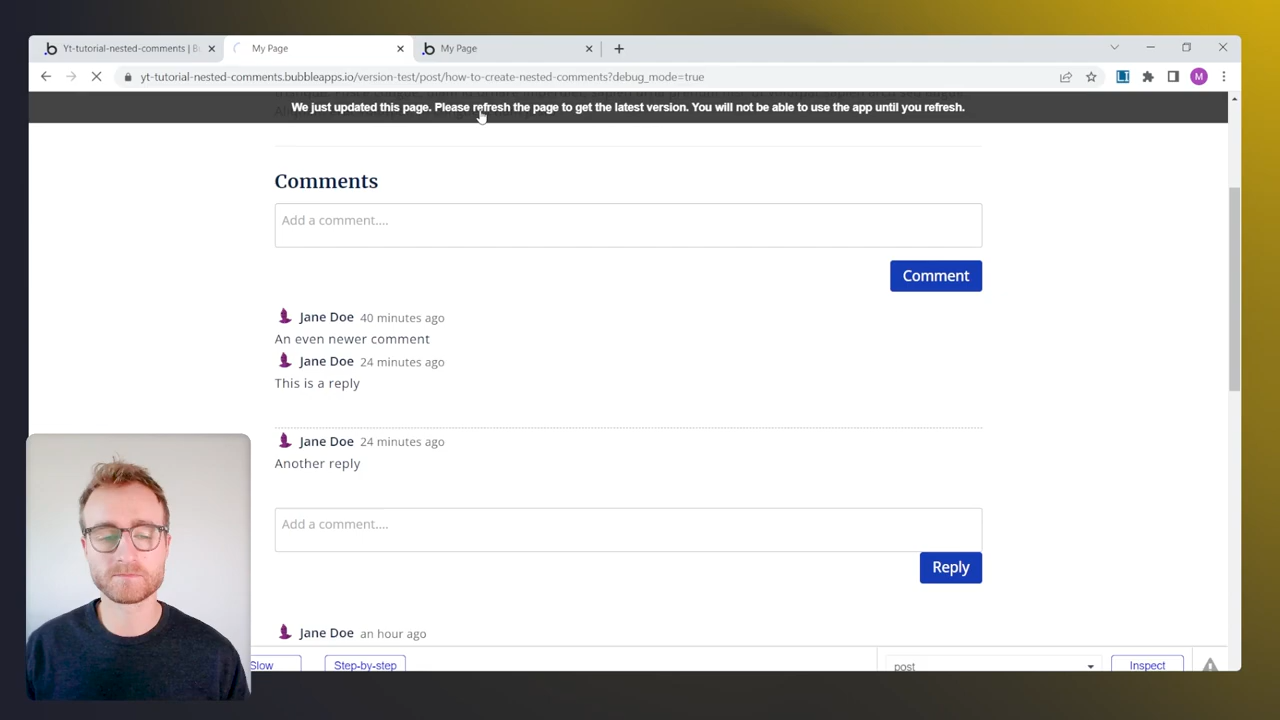 Yt-tutorial-nested-comments | B
My Page
My Page
yt-tutorial-nested-comments.bubbleapps.io/version-test/post/how-to-create-nested-comments?debug_mode=true
M
We just updated this page. Please refresh the page to get the latest version. You will not be able to use the app until you refresh.
Comments
Add a comment....
Comment
Jane Doe 40 minutes ago
An even newer comment
Jane Doe 24 minutes ago
This is a reply
Jane Doe 24 minutes ago
Another reply
Add a comment....
Reply
Jane Doe an hour ago
Slow
Step-by-step
post
Inspect